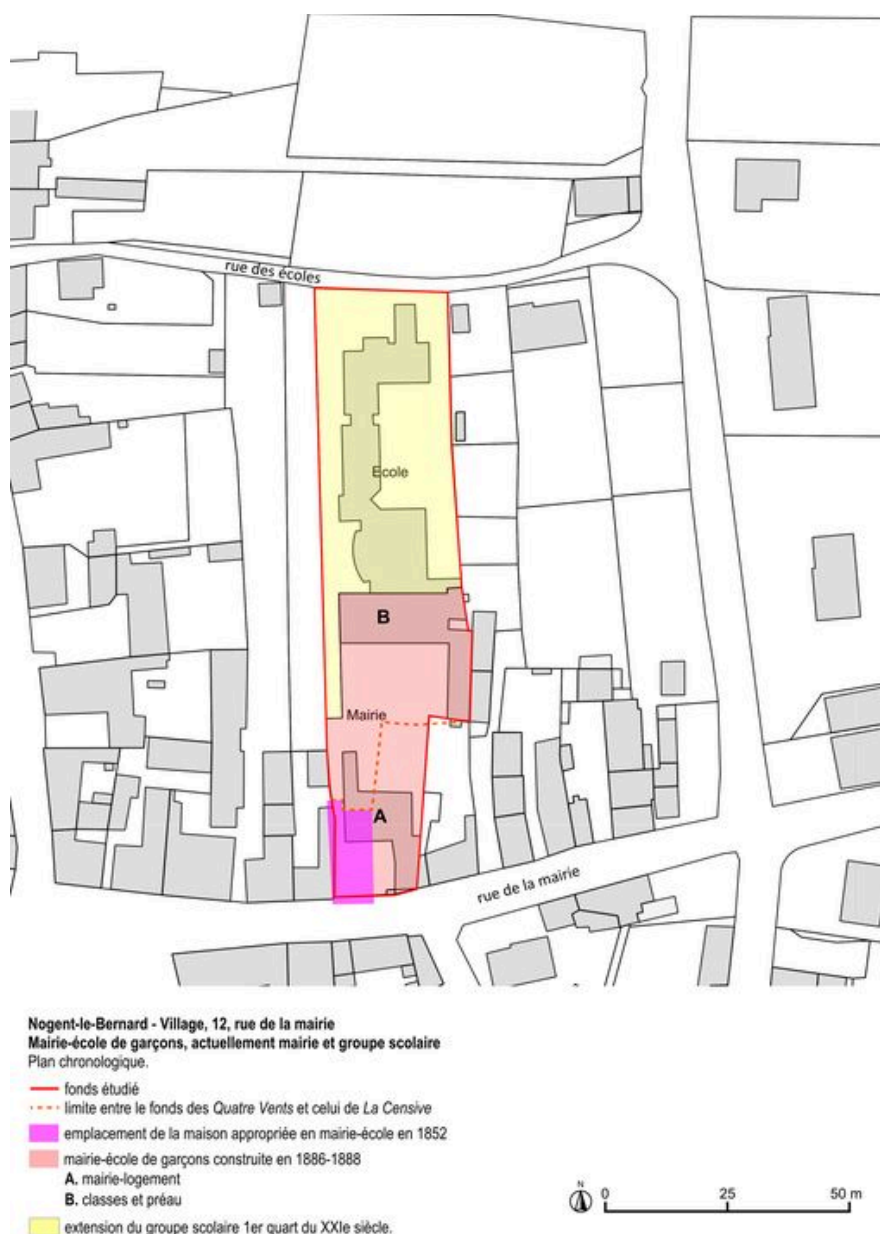 rue des écoles
Ecole
B
Mairie
A
rue de la mairie
Nogent-le-Bernard - Village, 12, rue de la mairie
Mairie-école de garçons, actuellement mairie et groupe scolaire
Plan chronologique.
fonds étudié
limite entre le fonds des Quatre Vents et celui de La Censive
emplacement de la maison appropriée en mairie-école en 1852
mairie-école de garçons construite en 1886-1888
A. mairie-logement
B. classes et préau
extension du groupe scolaire 1er quart du XXIe siècle.
N
0 25 50 m